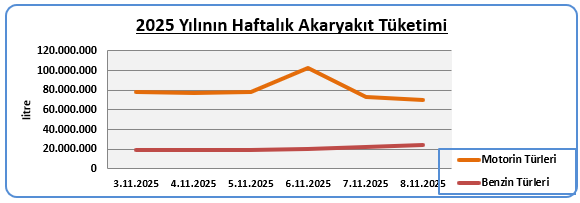 2025 Yılının Haftalık Akaryakıt Tüketimi
120.000.000
100.000.000
80.000.000
60.000.000
40.000.000
20.000.000
0
litre
3.11.2025 4.11.2025 5.11.2025 6.11.2025 7.11.2025 8.11.2025
Motorin Türleri
Benzin Türleri